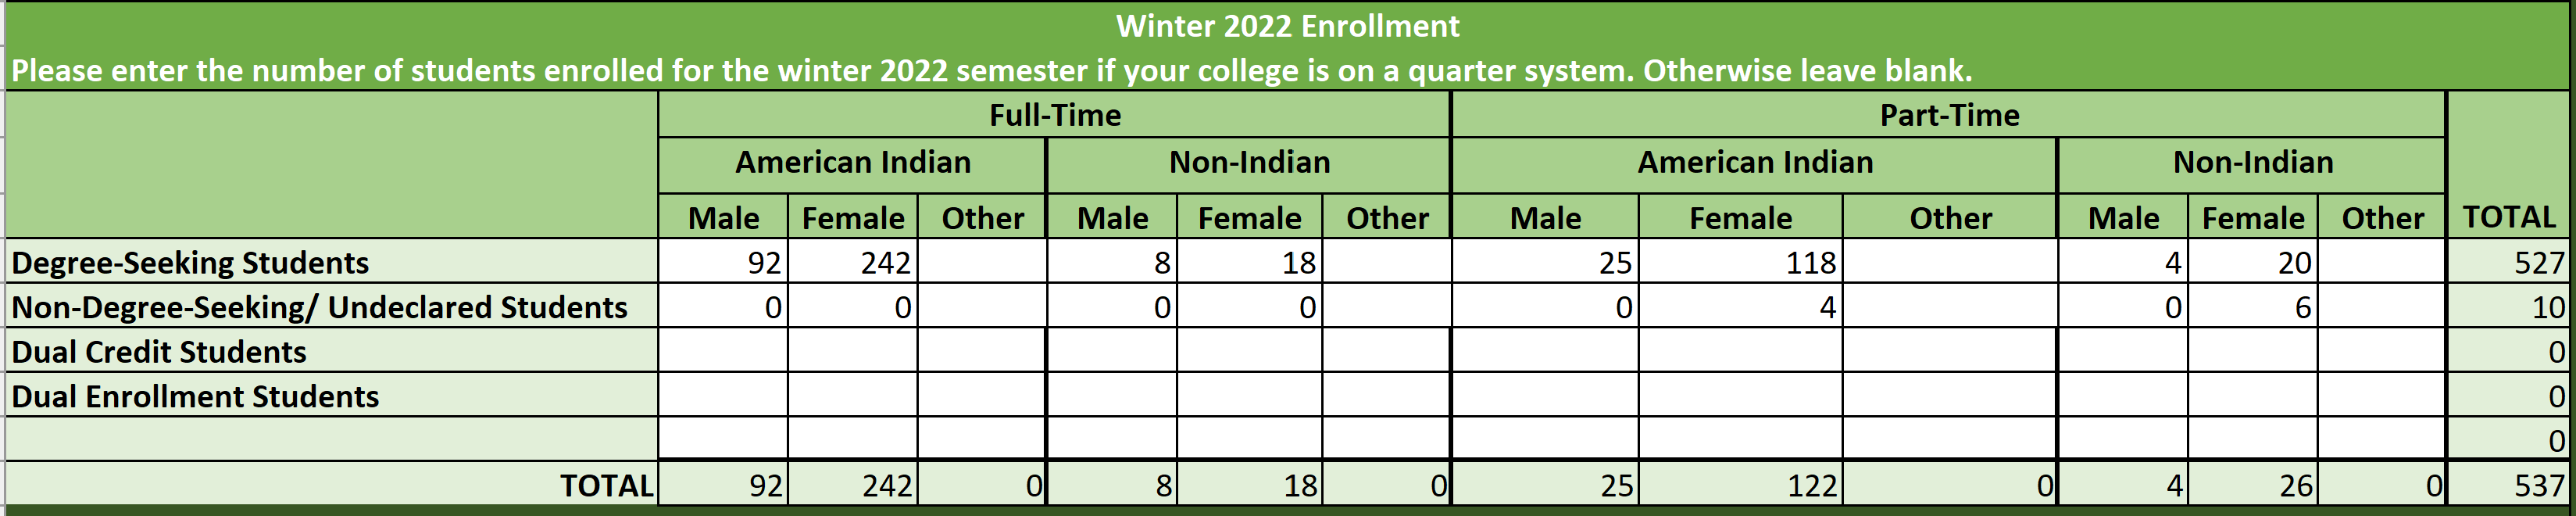 Winter 2022 Enrollment
Please enter the number of students enrolled for the winter 2022 semester if your college is on a quarter system. Otherwise leave blank.
Full-Time Part-Time
American Indian Non-Indian American Indian Non-Indian
Male Female Other Male Female Other Male Female Other Male Female Other TOTAL
Degree-Seeking Students 92 242 8 18 25 118 4 20 527
Non-Degree-Seeking/ Undeclared Students 0 0 0 0 0 4 0 6 10
Dual Credit Students 0
Dual Enrollment Students 0
0
TOTAL 92 242 0 8 18 0 25 122 0 4 26 0 537